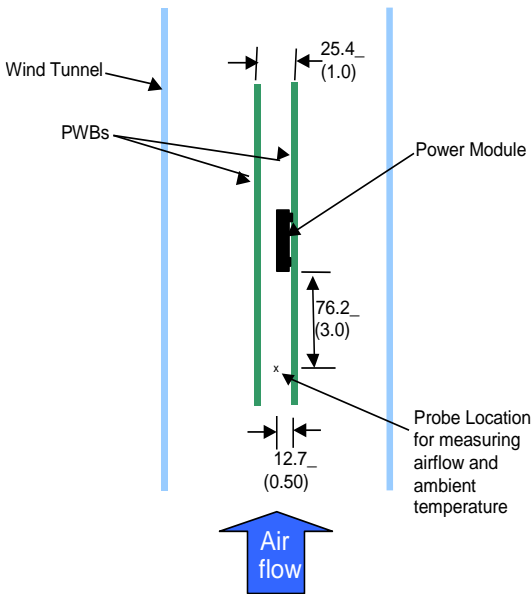 25.4_
(1.0)
Wind Tunnel
PWBs
Power Module
76.2_
(3.0)
x
Probe Location
for measuring
airflow and
ambient
temperature
12.7_
(0.50)
Air
flow